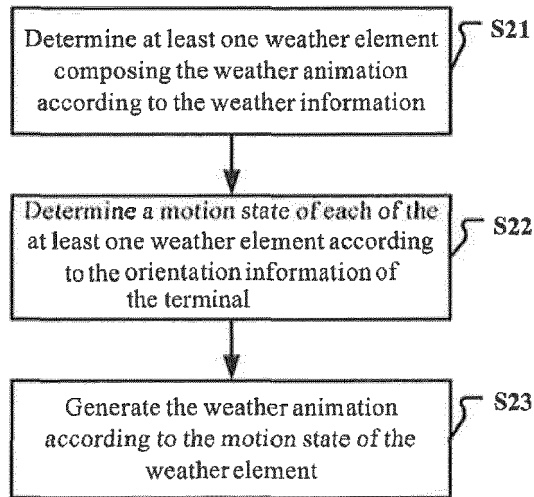 Determine at least one weather element
composing the weather animation
according to the weather information
S21
Determine a motion state of each of the
at least one weather element according
to the orientation information of
the terminal
S22
Generate the weather animation
according to the motion state of the
weather element
S23